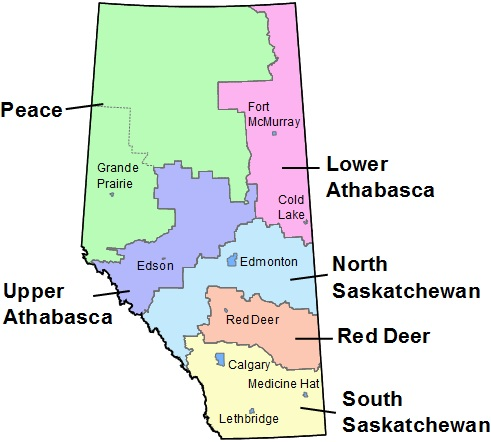 Peace
Fort
McMurray
Lower
Athabasca
Grande
Prairie
Cold
Lake
Edson
Edmonton
North
Saskatchewan
Upper
Athabasca
Red Deer
Red Deer
Calgary
Medicine Hat
South
Saskatchewan
Lethbridge